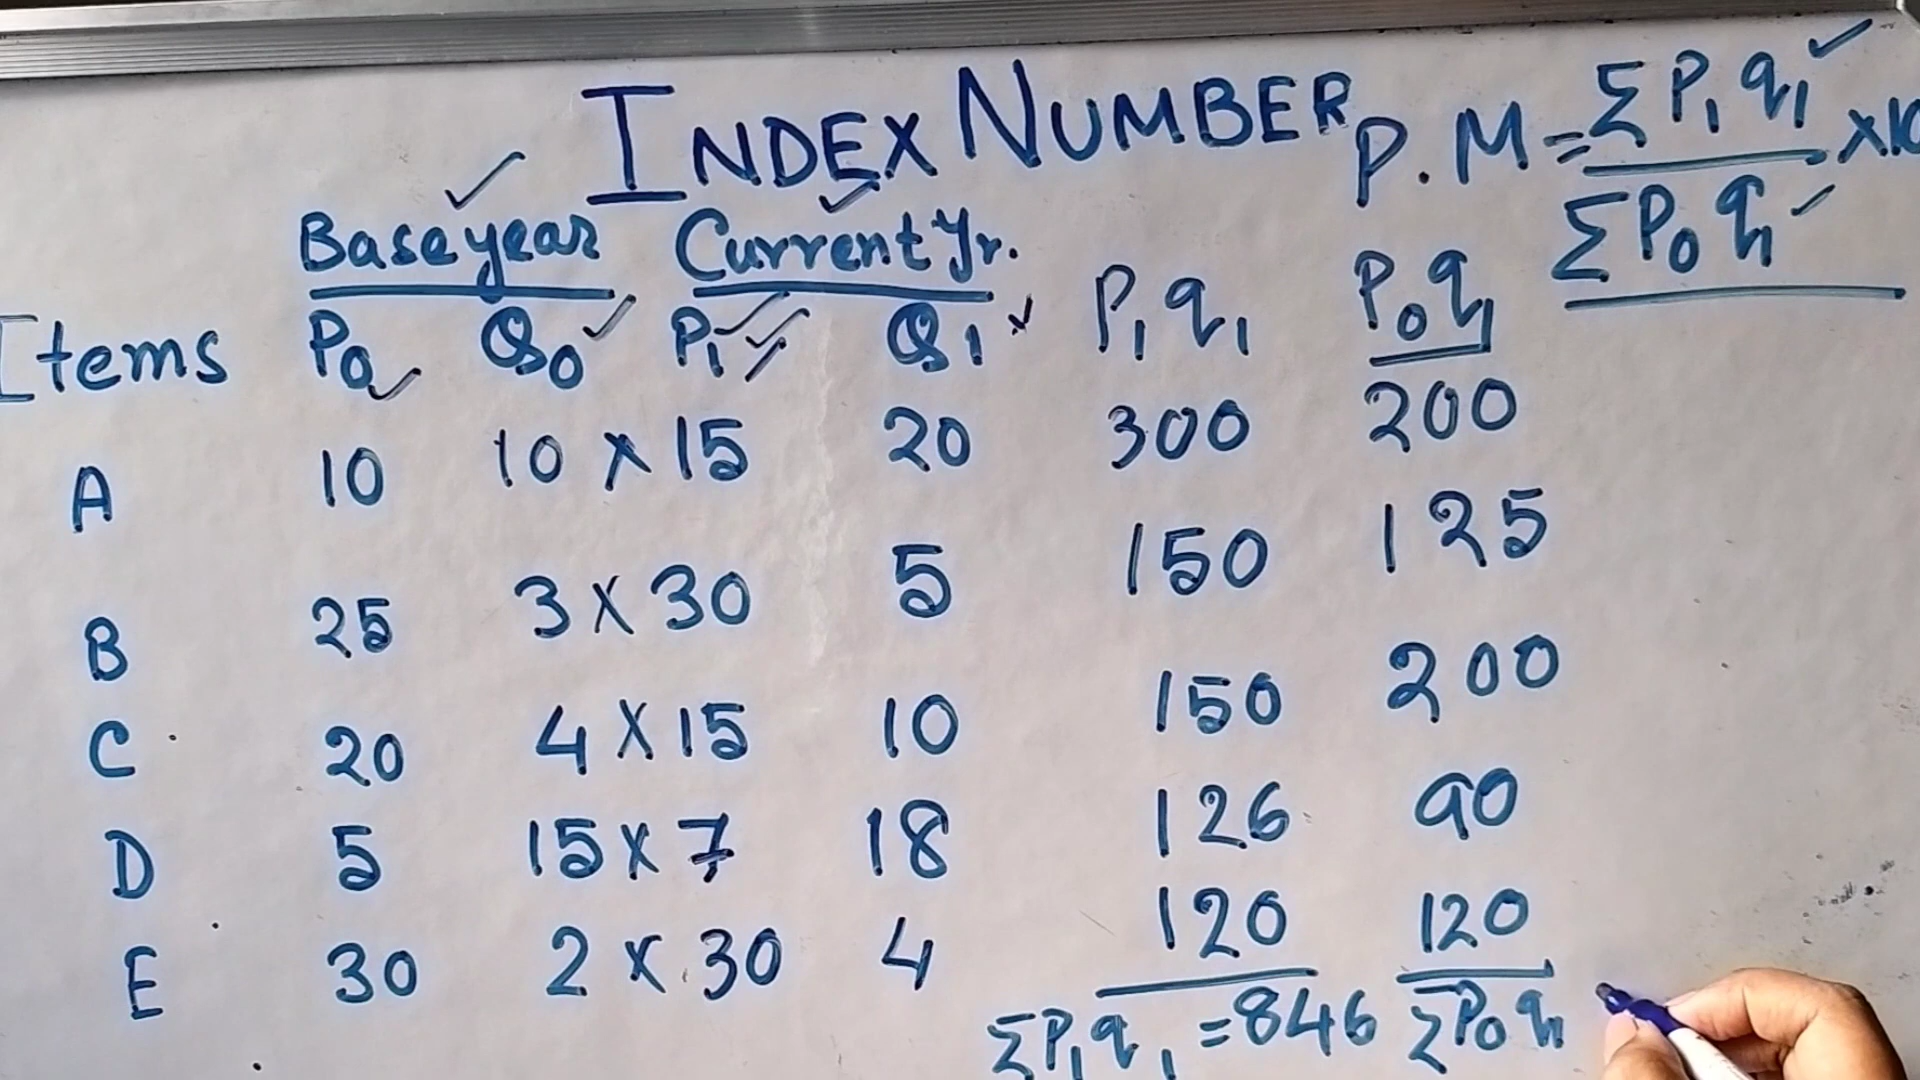 INDEX NUMBER P.M = ΣP₁q₁ ×10
ΣP₀q₁
Base year Current Yr.
Items P₀ Q₀ P₁ Q₁ P₁q₁ P₀q₁
A 10 10 × 15 20 300 200
B 25 3 × 30 5 150 125
C 20 4 × 15 10 150 200
D 5 15 × 7 18 126 90
E 30 2 × 30 4 120 120
ΣP₁q₁ = 846 ΣP₀q₁